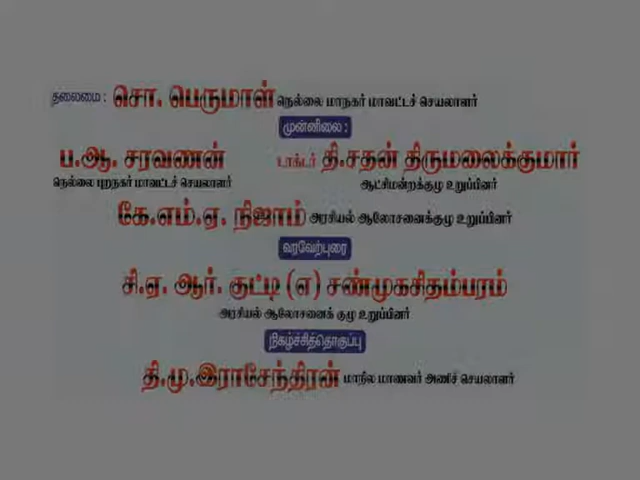 தலைமை : சொ. பெருமாள் நெல்லை மாநகர் மாவட்டச் செயலாளர்
முன்னிலை :
ப.ஆ. சரவணன் டாக்டர் தி.சதன் திருமலைக்குமார்
நெல்லை புறநகர் மாவட்டச் செயலாளர் ஆட்சிமன்றக்குழு உறுப்பினர்
கே.எம்.ஏ. நிஜாம் அரசியல் ஆலோசனைக்குழு உறுப்பினர்
வரவேற்புரை
சி.ஏ. ஆர். குட்டி (எ) சண்முகசிதம்பரம்
அரசியல் ஆலோசனைக் குழு உறுப்பினர்
நிகழ்ச்சித்தொகுப்பு
தி.மு.இராசேந்திரன் மாநில மாணவர் அணிச் செயலாளர்